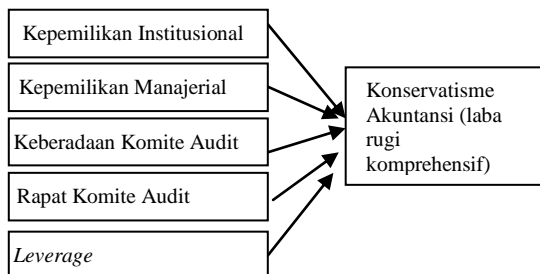 Kepemilikan Institusional
Kepemilikan Manajerial
Keberadaan Komite Audit
Rapat Komite Audit
Leverage
Konservatisme
Akuntansi (laba
rugi
komprehensif)